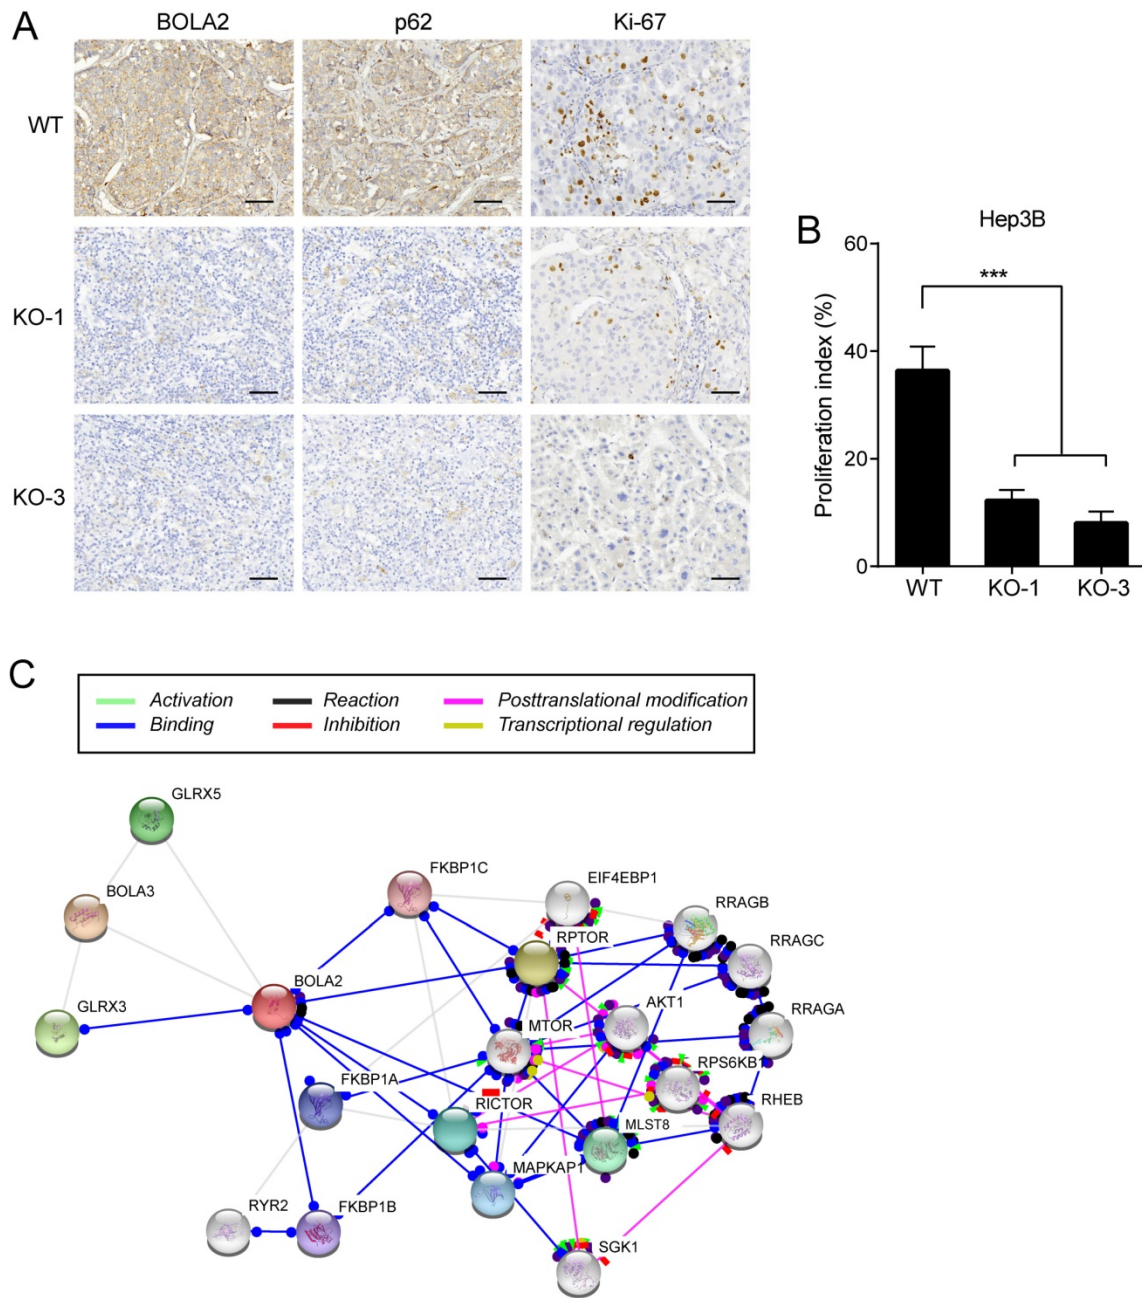 A
BOLA2 p62 Ki-67
WT
KO-1
KO-3
B
Hep3B
Proliferation index (%)
60
40
20
0
***
WT KO-1 KO-3
C
Activation Reaction Posttranslational modification
Binding Inhibition Transcriptional regulation
GLRX5
BOLA3
GLRX3
BOLA2
FKBP1C
EIF4EBP1
RPTOR
RRAGB
RRAGC
AKT1
MTOR
RRAGA
RPS6KB1
FKBP1A
RICTOR
RHEB
MLST8
MAPKAP1
RYR2
FKBP1B
SGK1